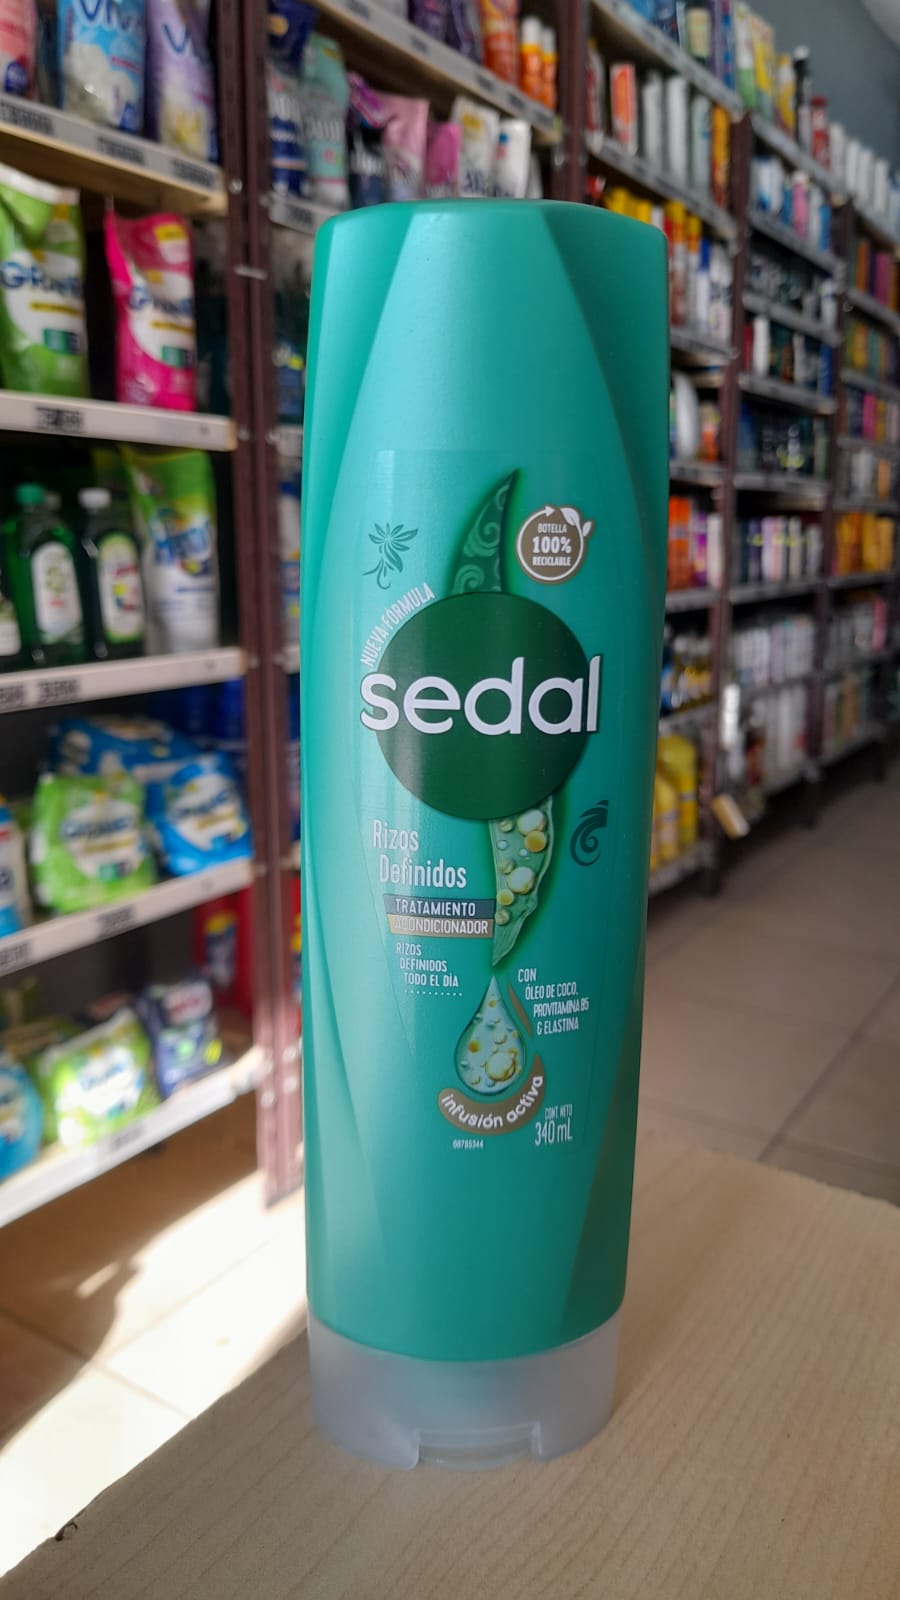 BOTELLA
100%
RECICLABLE
NUEVA FÓRMULA
sedal
Rizos
Definidos
TRATAMIENTO
ACONDICIONADOR
RIZOS
DEFINIDOS
TODO EL DÍA
CON
ÓLEO DE COCO,
PROVITAMINA B5
& ELASTINA
infusión activa
CONT. NETO
340 mL
68785344